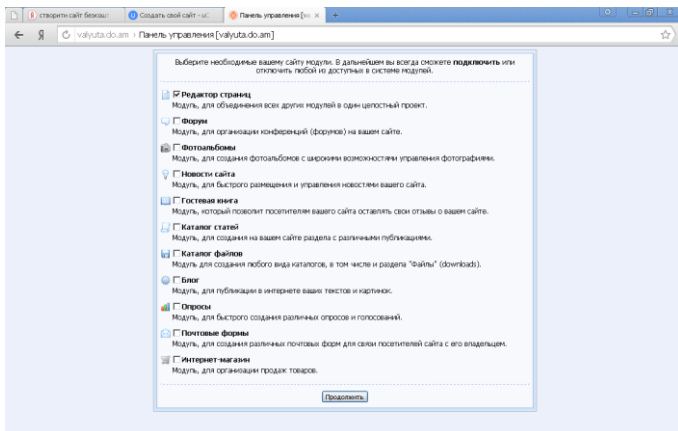 створити сайт безкашт
Создать свой сайт - uC
Панель управления [va
valyuta.do.am › Панель управления [valyuta.do.am]
Выберите необходимые вашему сайту модули. В дальнейшем вы всегда сможете подключить или
отключить любой из доступных в системе модулей.
Редактор страниц
Модуль, для объединения всех других модулей в один целостный проект.
Форум
Модуль, для организации конференций (форумов) на вашем сайте.
Фотоальбомы
Модуль, для создания фотоальбомов с широкими возможностями управления фотографиями.
Новости сайта
Модуль, для быстрого размещения и управления новостями вашего сайта.
Гостевая книга
Модуль, который позволит посетителям вашего сайта оставлять свои отзывы о вашем сайте.
Каталог статей
Модуль, для создания на вашем сайте раздела с различными публикациями.
Каталог файлов
Модуль для создания любого вида каталогов, в том числе и раздела "Файлы" (downloads).
Блог
Модуль, для публикации в интернете ваших текстов и картинок.
Опросы
Модуль, для быстрого создания различных опросов и голосований.
Почтовые формы
Модуль, для создания различных почтовых форм для связи посетителей сайта с его владельцем.
Интернет-магазин
Модуль, для организации продаж товаров.
Продолжить